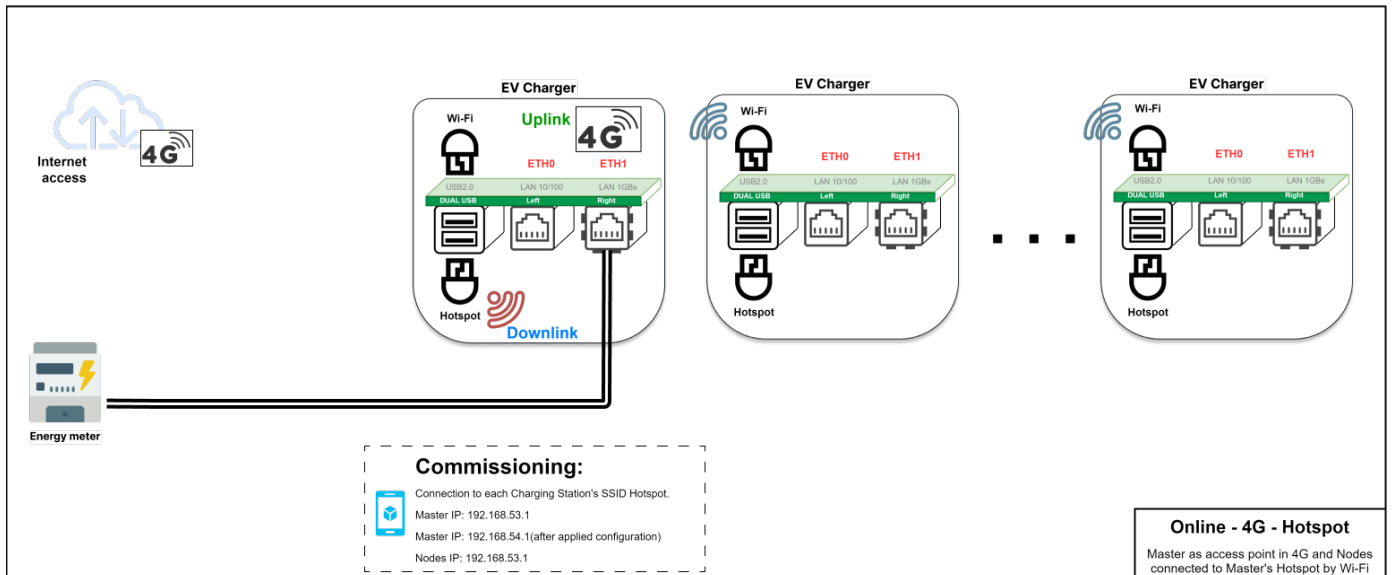 EV Charger
EV Charger
EV Charger
Wi-Fi
Uplink
4G
Wi-Fi
Wi-Fi
4G
Internet
access
ETH0
ETH1
ETH0
ETH1
ETH0
ETH1
USB2.0
LAN 10/100
LAN 1GBs
USB2.0
LAN 10/100
LAN 1GBs
USB2.0
LAN 10/100
LAN 1GBs
DUAL USB
Left
Right
DUAL USB
Left
Right
DUAL USB
Left
Right
. . .
Hotspot
Downlink
Hotspot
Hotspot
Energy meter
Commissioning:
Connection to each Charging Station's SSID Hotspot.
Master IP: 192.168.53.1
Master IP: 192.168.54.1(after applied configuration)
Nodes IP: 192.168.53.1
Online - 4G - Hotspot
Master as access point in 4G and Nodes
connected to Master's Hotspot by Wi-Fi